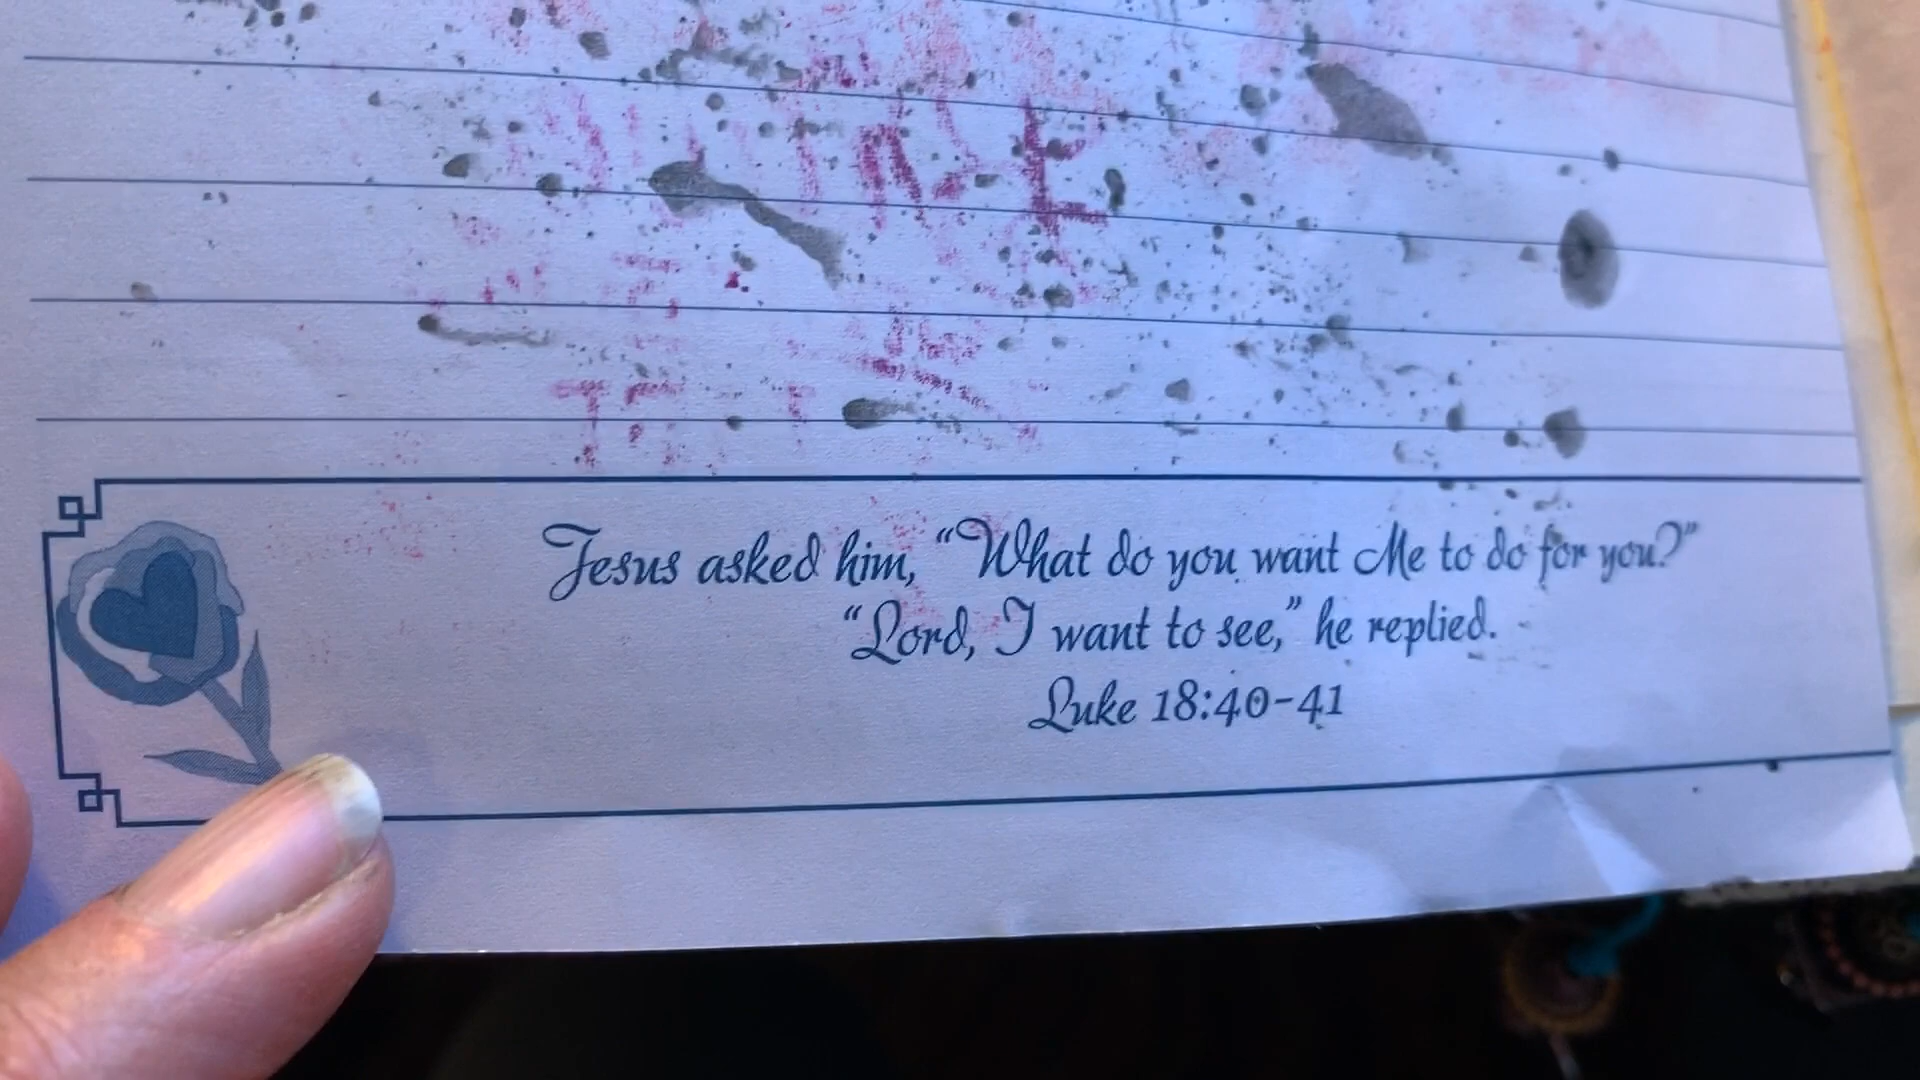 Jesus asked him, “What do you want Me to do for you?”
“Lord, I want to see,” he replied.
Luke 18:40-41